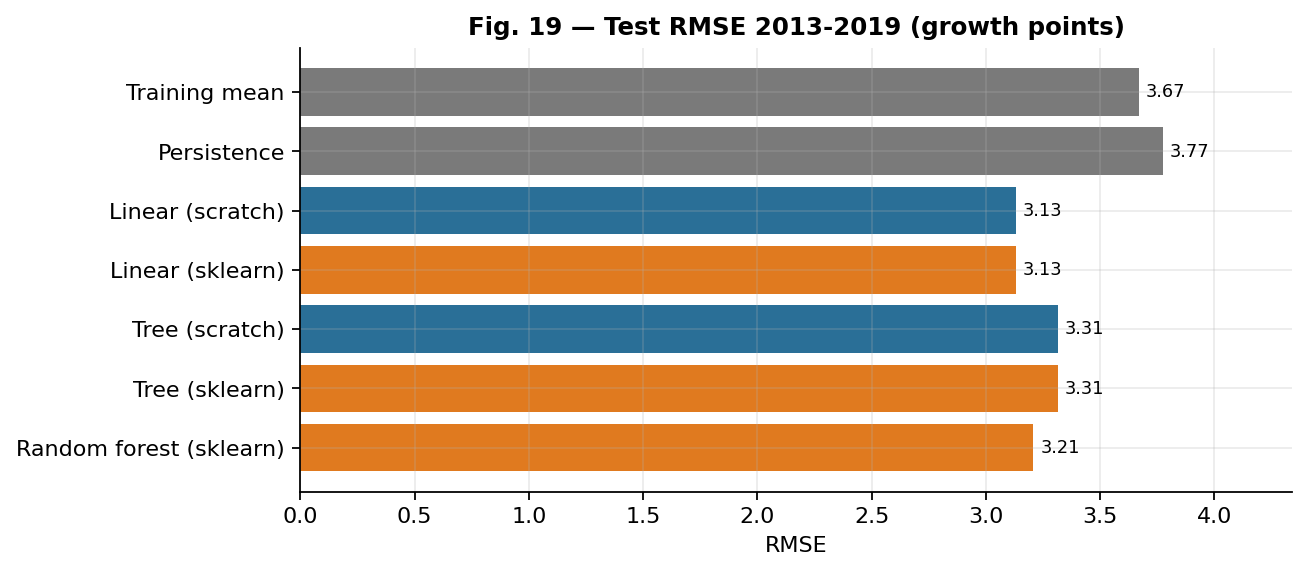 Fig. 19 — Test RMSE 2013-2019 (growth points)
Training mean 3.67
Persistence 3.77
Linear (scratch) 3.13
Linear (sklearn) 3.13
Tree (scratch) 3.31
Tree (sklearn) 3.31
Random forest (sklearn) 3.21
0.0 0.5 1.0 1.5 2.0 2.5 3.0 3.5 4.0
RMSE